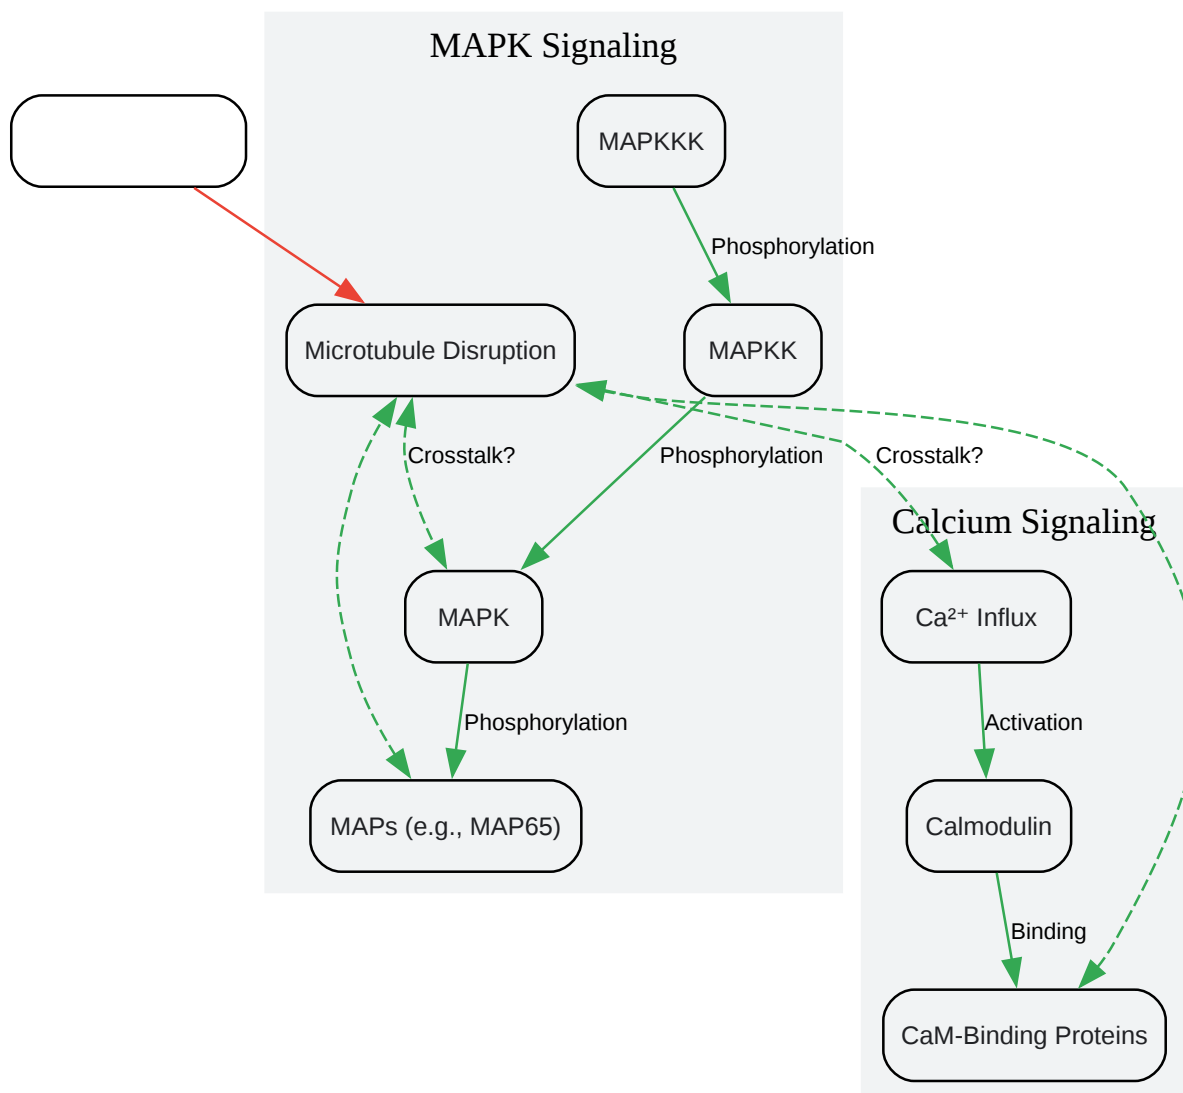 MAPK Signaling
MAPKKK
Phosphorylation
Microtubule Disruption
MAPKK
Crosstalk?
Phosphorylation
Crosstalk?
Calcium Signaling
MAPK
Ca²⁺ Influx
Phosphorylation
Activation
MAPs (e.g., MAP65)
Calmodulin
Binding
CaM-Binding Proteins